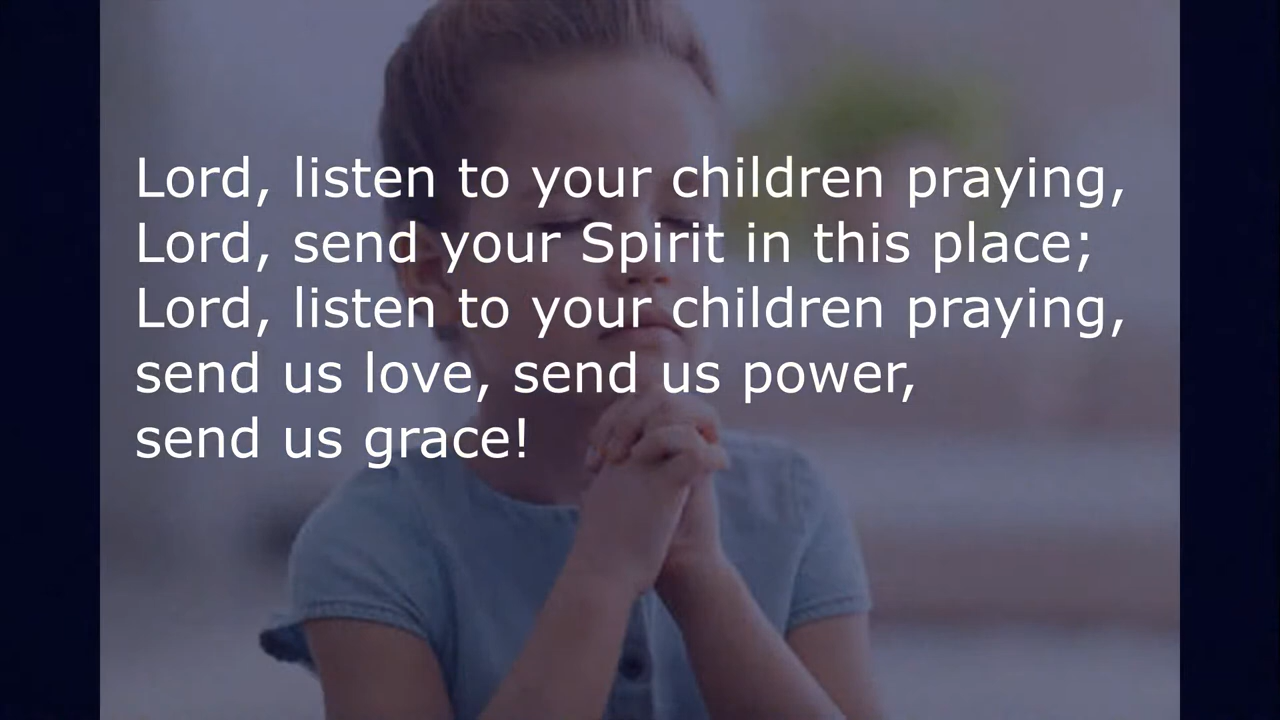 Lord, listen to your children praying,
Lord, send your Spirit in this place;
Lord, listen to your children praying,
send us love, send us power,
send us grace!